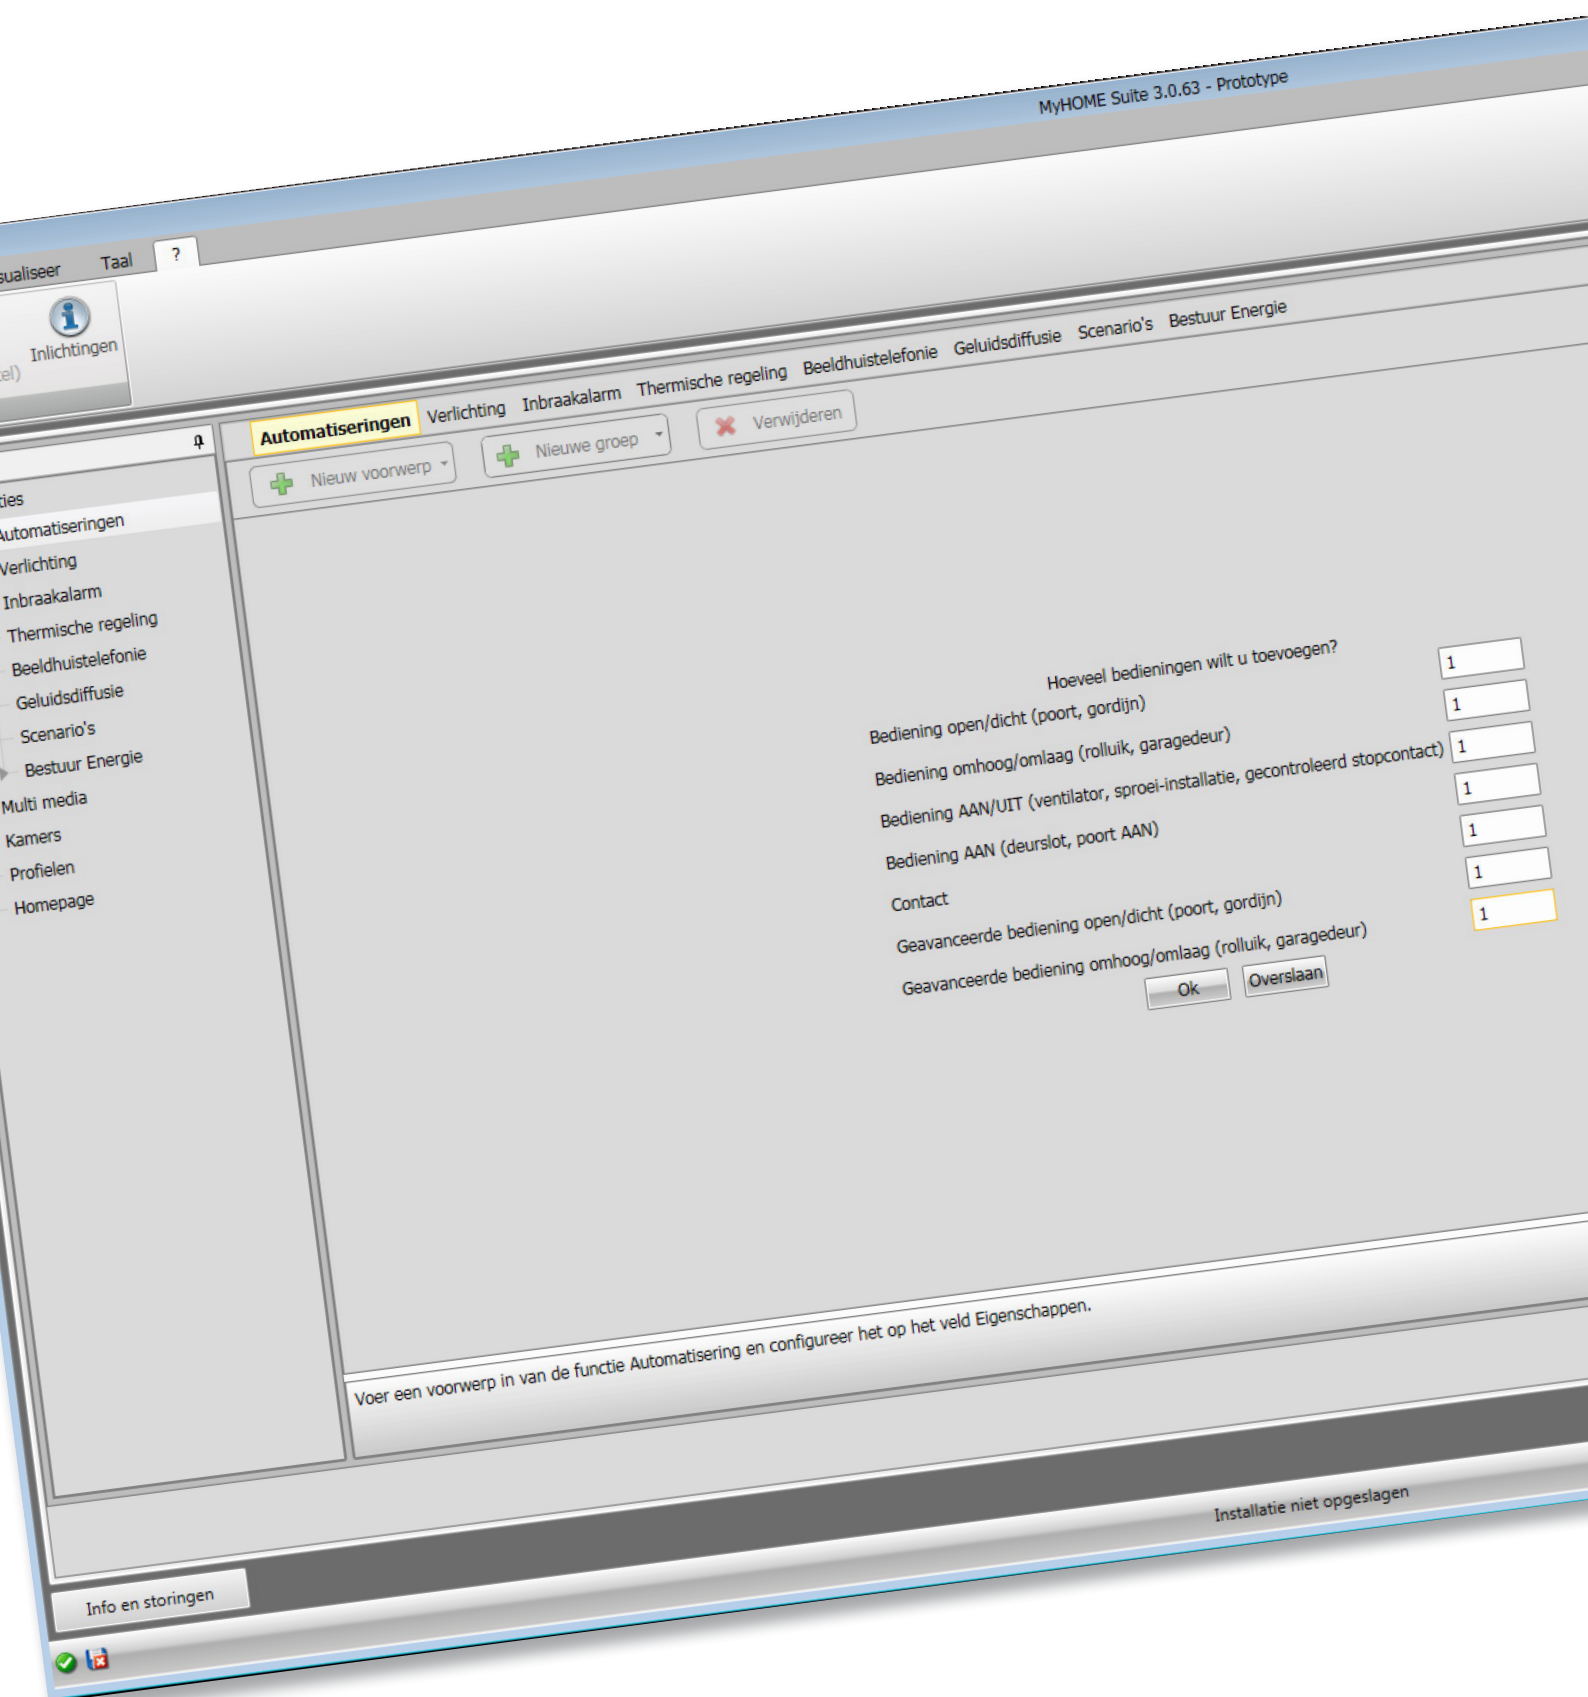 MyHOME Suite 3.0.63 - Prototype
Taal
?
Inlichtingen
Automatiseringen
Verlichting
Inbraakalarm
Thermische regeling
Beeldhuistelefonie
Geluidsdiffusie
Scenario's
Bestuur Energie
Nieuw voorwerp
Nieuwe groep
Verwijderen
Automatiseringen
Verlichting
Inbraakalarm
Thermische regeling
Beeldhuistelefonie
Geluidsdiffusie
Scenario's
Bestuur Energie
Multi media
Kamers
Profielen
Homepage
Hoeveel bedieningen wilt u toevoegen?
Bediening open/dicht (poort, gordijn) 1
Bediening omhoog/omlaag (rolluik, garagedeur) 1
Bediening AAN/UIT (ventilator, sproei-installatie, gecontroleerd stopcontact) 1
Bediening AAN (deurslot, poort AAN) 1
Contact 1
Geavanceerde bediening open/dicht (poort, gordijn) 1
Geavanceerde bediening omhoog/omlaag (rolluik, garagedeur) 1
Ok
Overslaan
Voer een voorwerp in van de functie Automatisering en configureer het op het veld Eigenschappen.
Installatie niet opgeslagen
Info en storingen